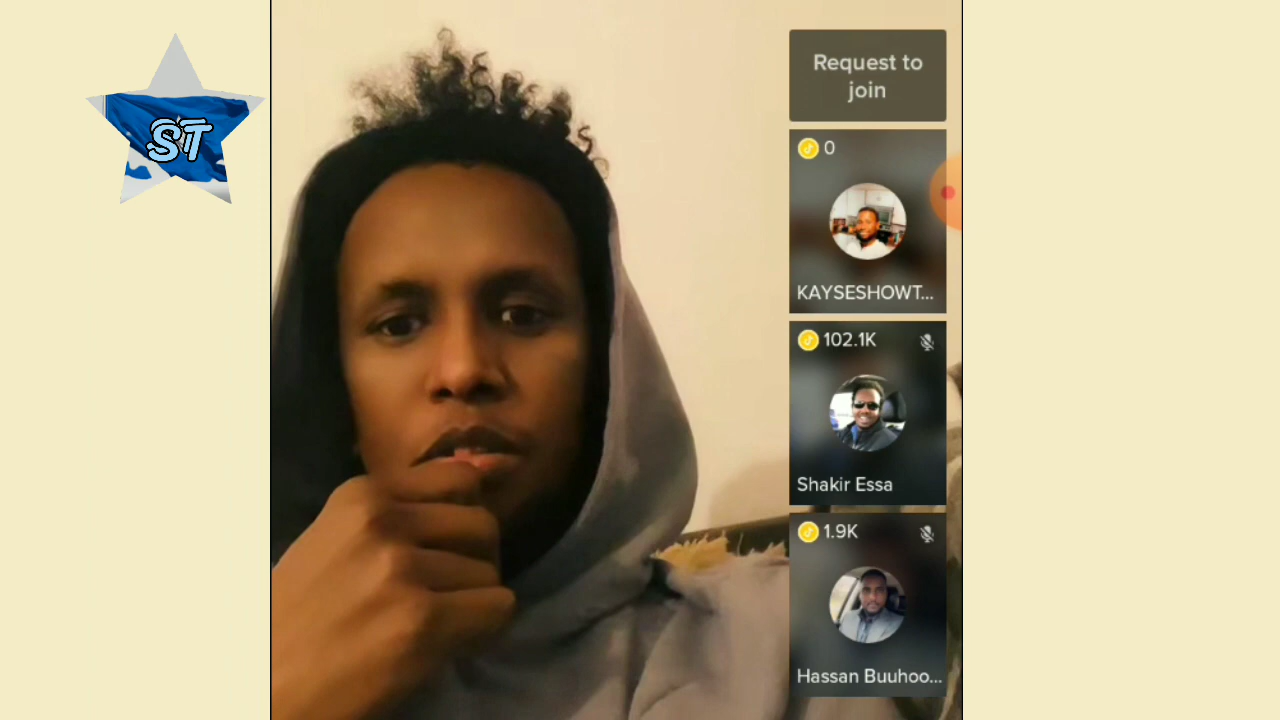 ST
Request to
join
0
KAYSESHOWT...
102.1K
Shakir Essa
1.9K
Hassan Buuhoo...